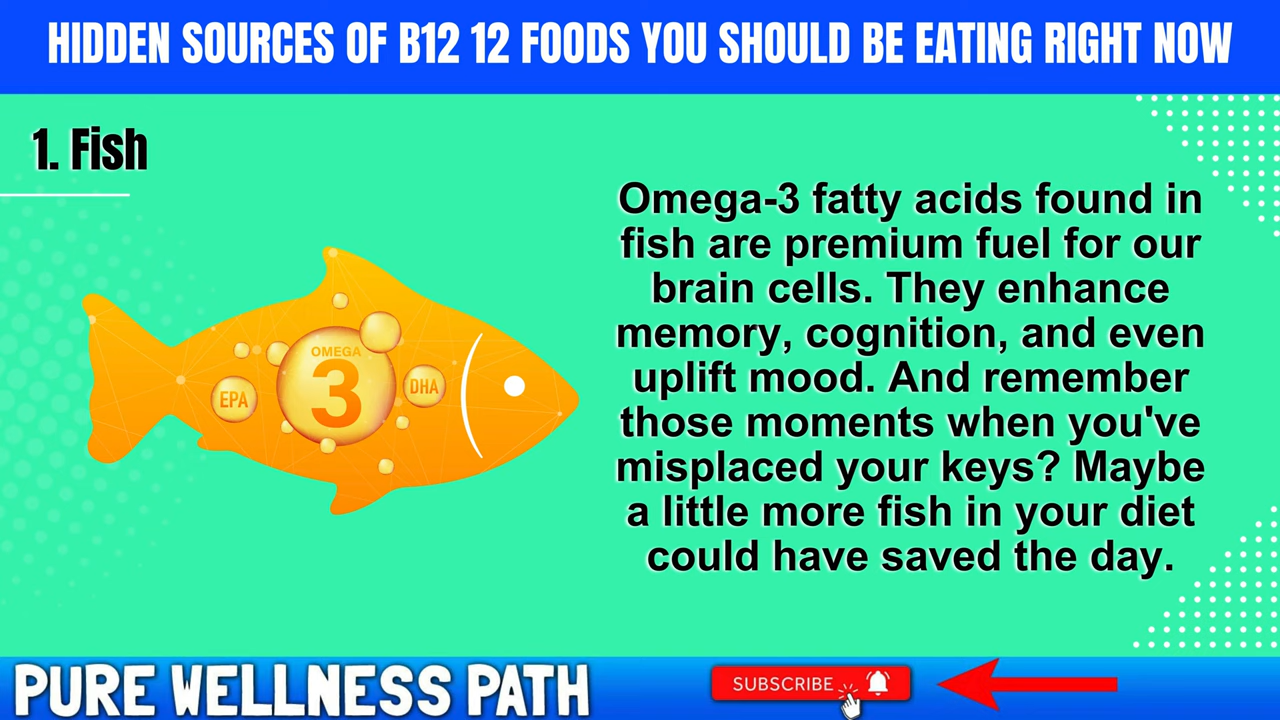 HIDDEN SOURCES OF B12 12 FOODS YOU SHOULD BE EATING RIGHT NOW
1. Fish
Omega-3 fatty acids found in
fish are premium fuel for our
brain cells. They enhance
memory, cognition, and even
uplift mood. And remember
those moments when you've
misplaced your keys? Maybe
a little more fish in your diet
could have saved the day.
OMEGA
3
EPA
DHA
PURE WELLNESS PATH
SUBSCRIBE